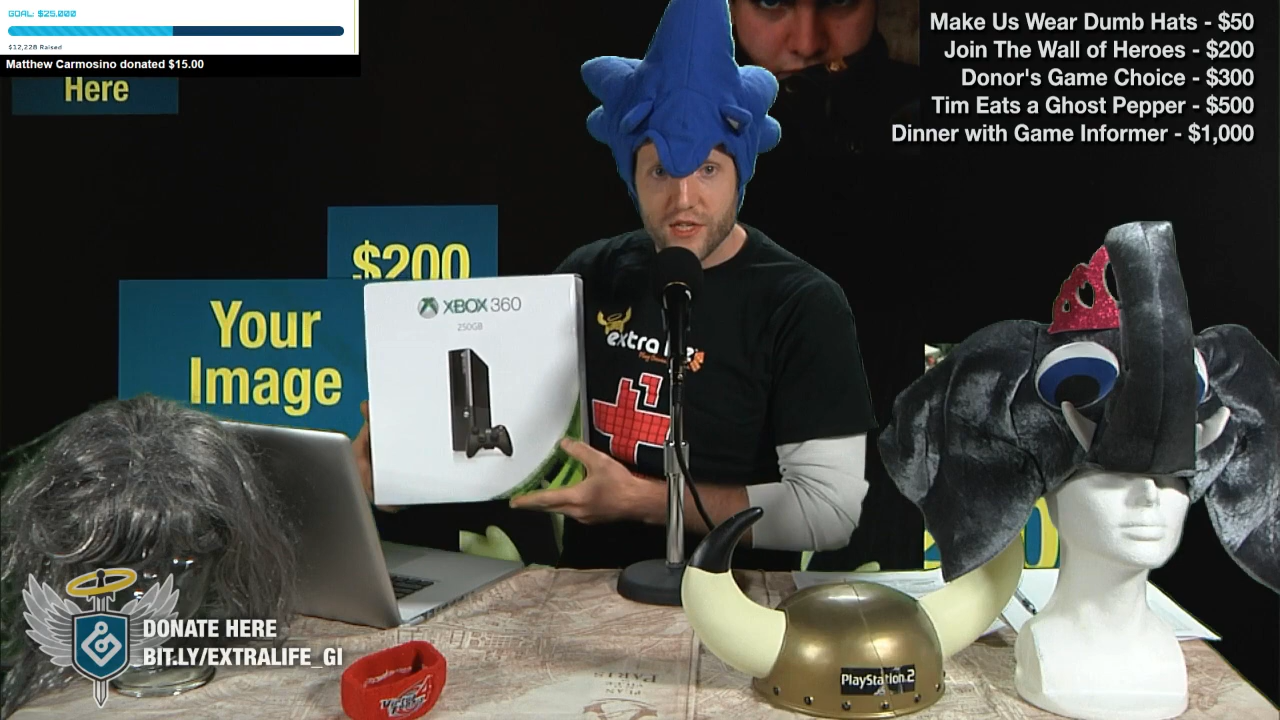 GOAL: $25,000
$12,228 Raised
Matthew Carmosino donated $15.00
Here
Make Us Wear Dumb Hats - $50
Join The Wall of Heroes - $200
Donor's Game Choice - $300
Tim Eats a Ghost Pepper - $500
Dinner with Game Informer - $1,000
$200
Your
Image
XBOX 360
250GB
extra life
PlayStation 2
PARIS
DONATE HERE
BIT.LY/EXTRALIFE_GI